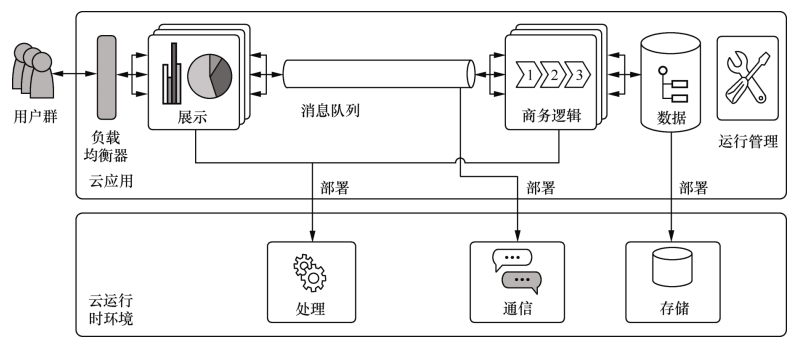 用户群
负载
均衡器
云应用
展示
消息队列
1 2 3
商务逻辑
数据
运行管理
部署
部署
部署
云运行
时环境
处理
通信
存储